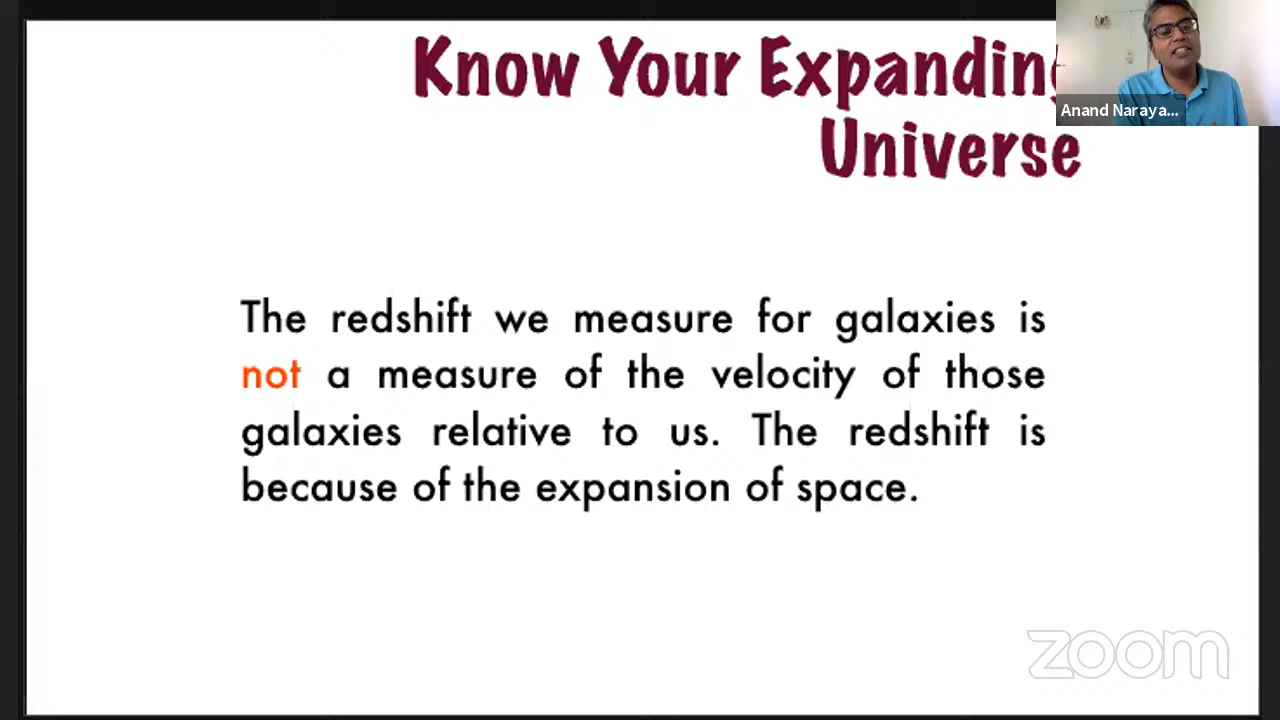 Know Your Expanding
Universe
Anand Naraya...
The redshift we measure for galaxies is
not a measure of the velocity of those
galaxies relative to us. The redshift is
because of the expansion of space.
zoom